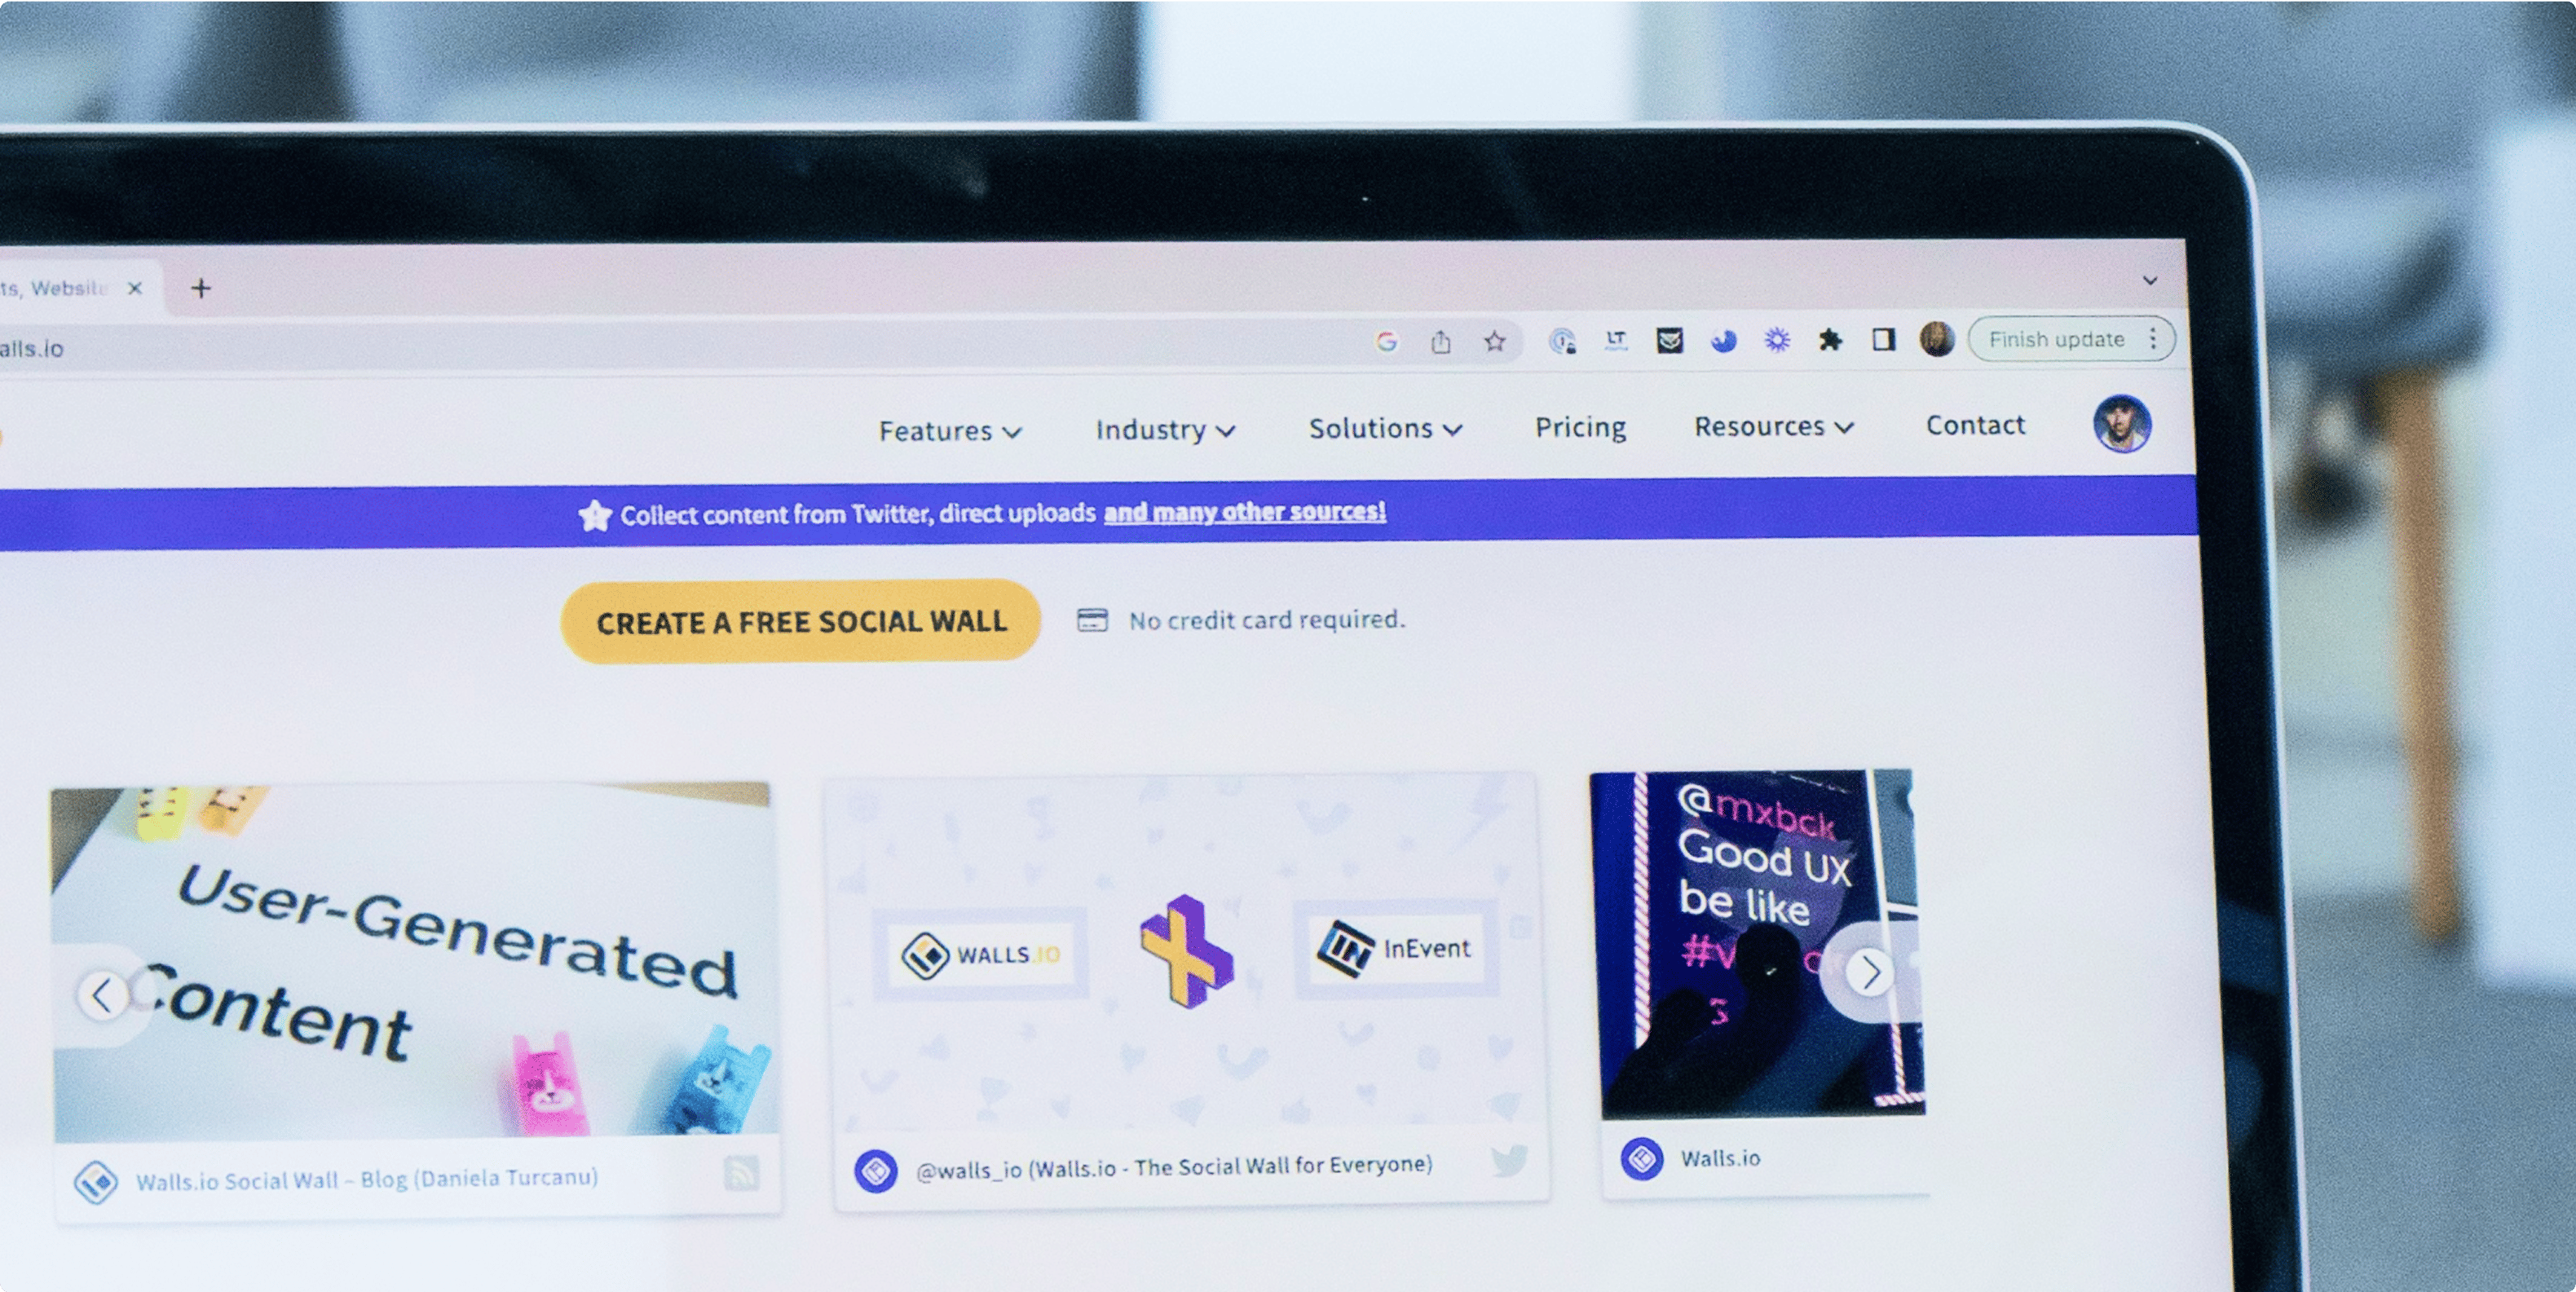 ts, Website
alls.io
LT
Finish update
Features
Industry
Solutions
Pricing
Resources
Contact
Collect content from Twitter, direct uploads and many other sources!
CREATE A FREE SOCIAL WALL
No credit card required.
User-Generated
Content
WALLS.IO
IN InEvent
@mxbck
Good UX
be like
Walls.io Social Wall – Blog (Daniela Turcanu)
@walls_io (Walls.io - The Social Wall for Everyone)
Walls.io